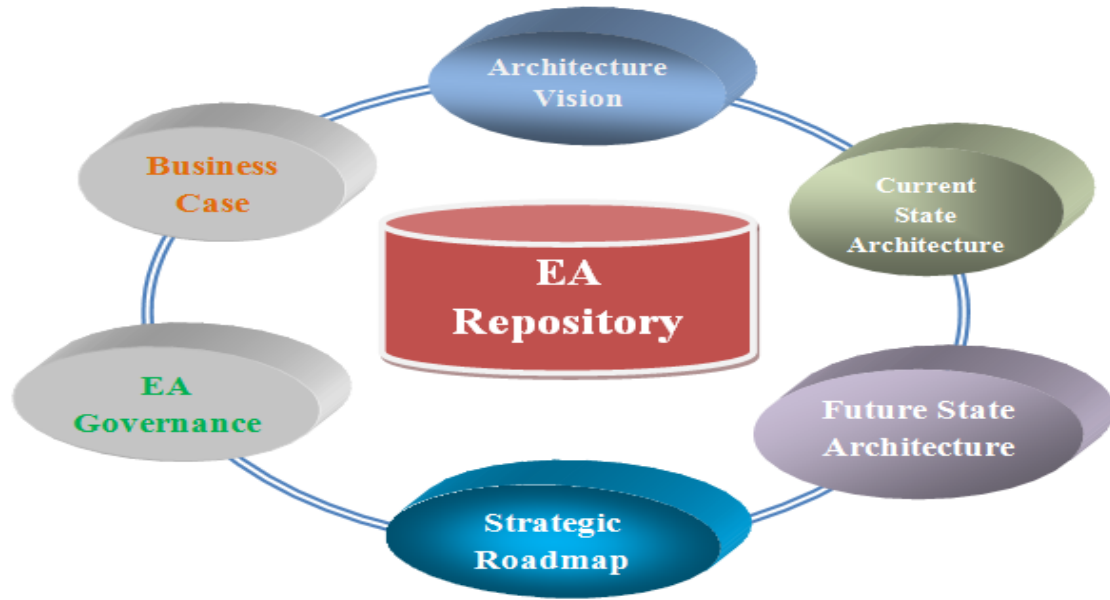 Architecture
Vision
Business
Case
Current
State
Architecture
EA
Repository
EA
Governance
Future State
Architecture
Strategic
Roadmap